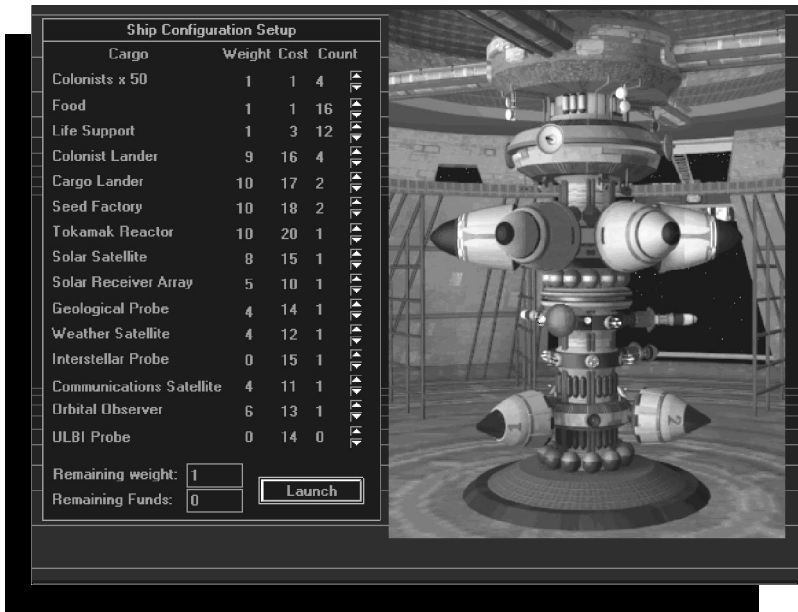 Ship Configuration Setup
Cargo Weight Cost Count
Colonists x 50 1 1 4
Food 1 1 16
Life Support 1 3 12
Colonist Lander 9 16 4
Cargo Lander 10 17 2
Seed Factory 10 18 2
Tokamak Reactor 10 20 1
Solar Satellite 8 15 1
Solar Receiver Array 5 10 1
Geological Probe 4 14 1
Weather Satellite 4 12 1
Interstellar Probe 0 15 1
Communications Satellite 4 11 1
Orbital Observer 6 13 1
ULBI Probe 0 14 0
Remaining weight: 1
Remaining Funds: 0
Launch
1
2